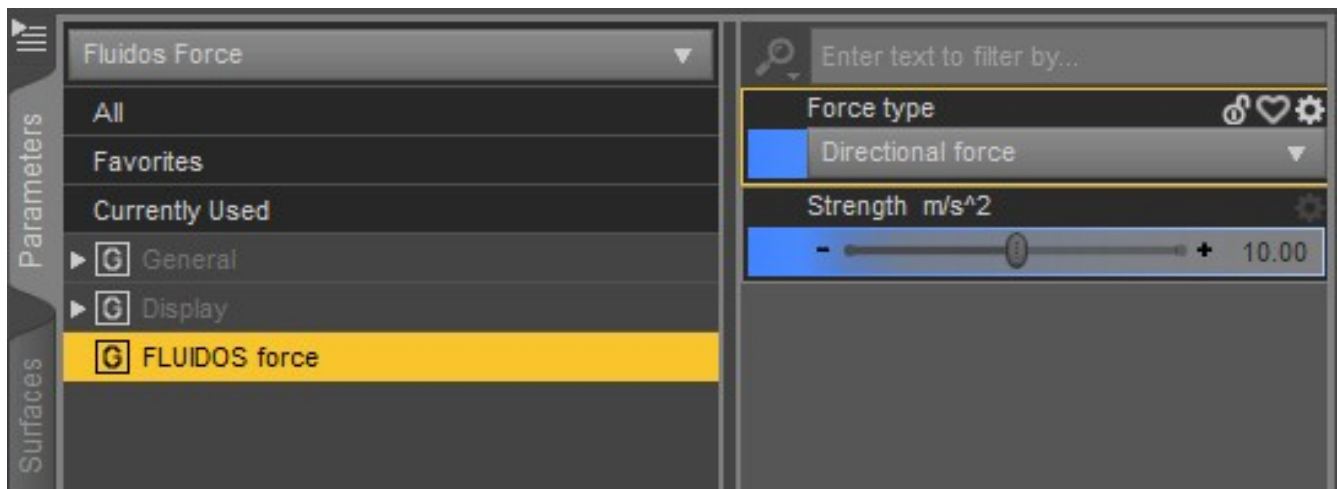 Parameters
Surfaces
Fluidos Force
All
Favorites
Currently Used
G General
G Display
G FLUIDOS force
Enter text to filter by...
Force type
Directional force
Strength m/s^2
- + 10.00